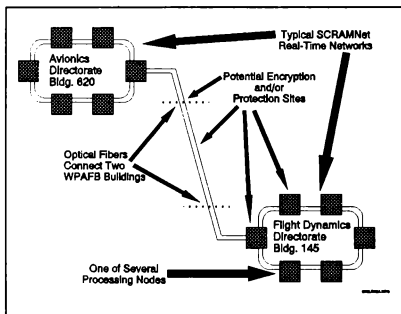 Typical SCRAMNet
Real-Time Networks
Avionics
Directorate
Bldg. 620
Potential Encryption
and/or
Protection Sites
Optical Fibers
Connect Two
WPAFB Buildings
Flight Dynamics
Directorate
Bldg. 145
One of Several
Processing Nodes